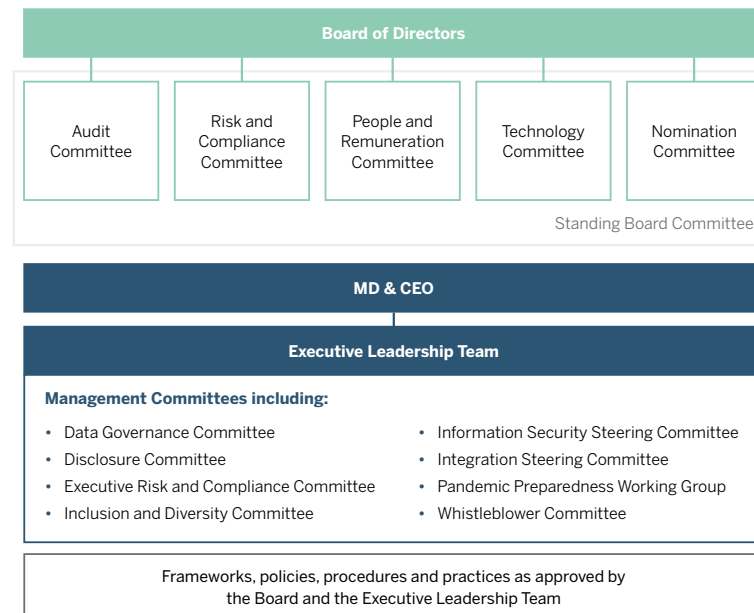 Board of Directors
Audit
Committee
Risk and
Compliance
Committee
People and
Remuneration
Committee
Technology
Committee
Nomination
Committee
Standing Board Committee
MD & CEO
Executive Leadership Team
Management Committees including:
• Data Governance Committee
• Disclosure Committee
• Executive Risk and Compliance Committee
• Inclusion and Diversity Committee
• Information Security Steering Committee
• Integration Steering Committee
• Pandemic Preparedness Working Group
• Whistleblower Committee
Frameworks, policies, procedures and practices as approved by
the Board and the Executive Leadership Team